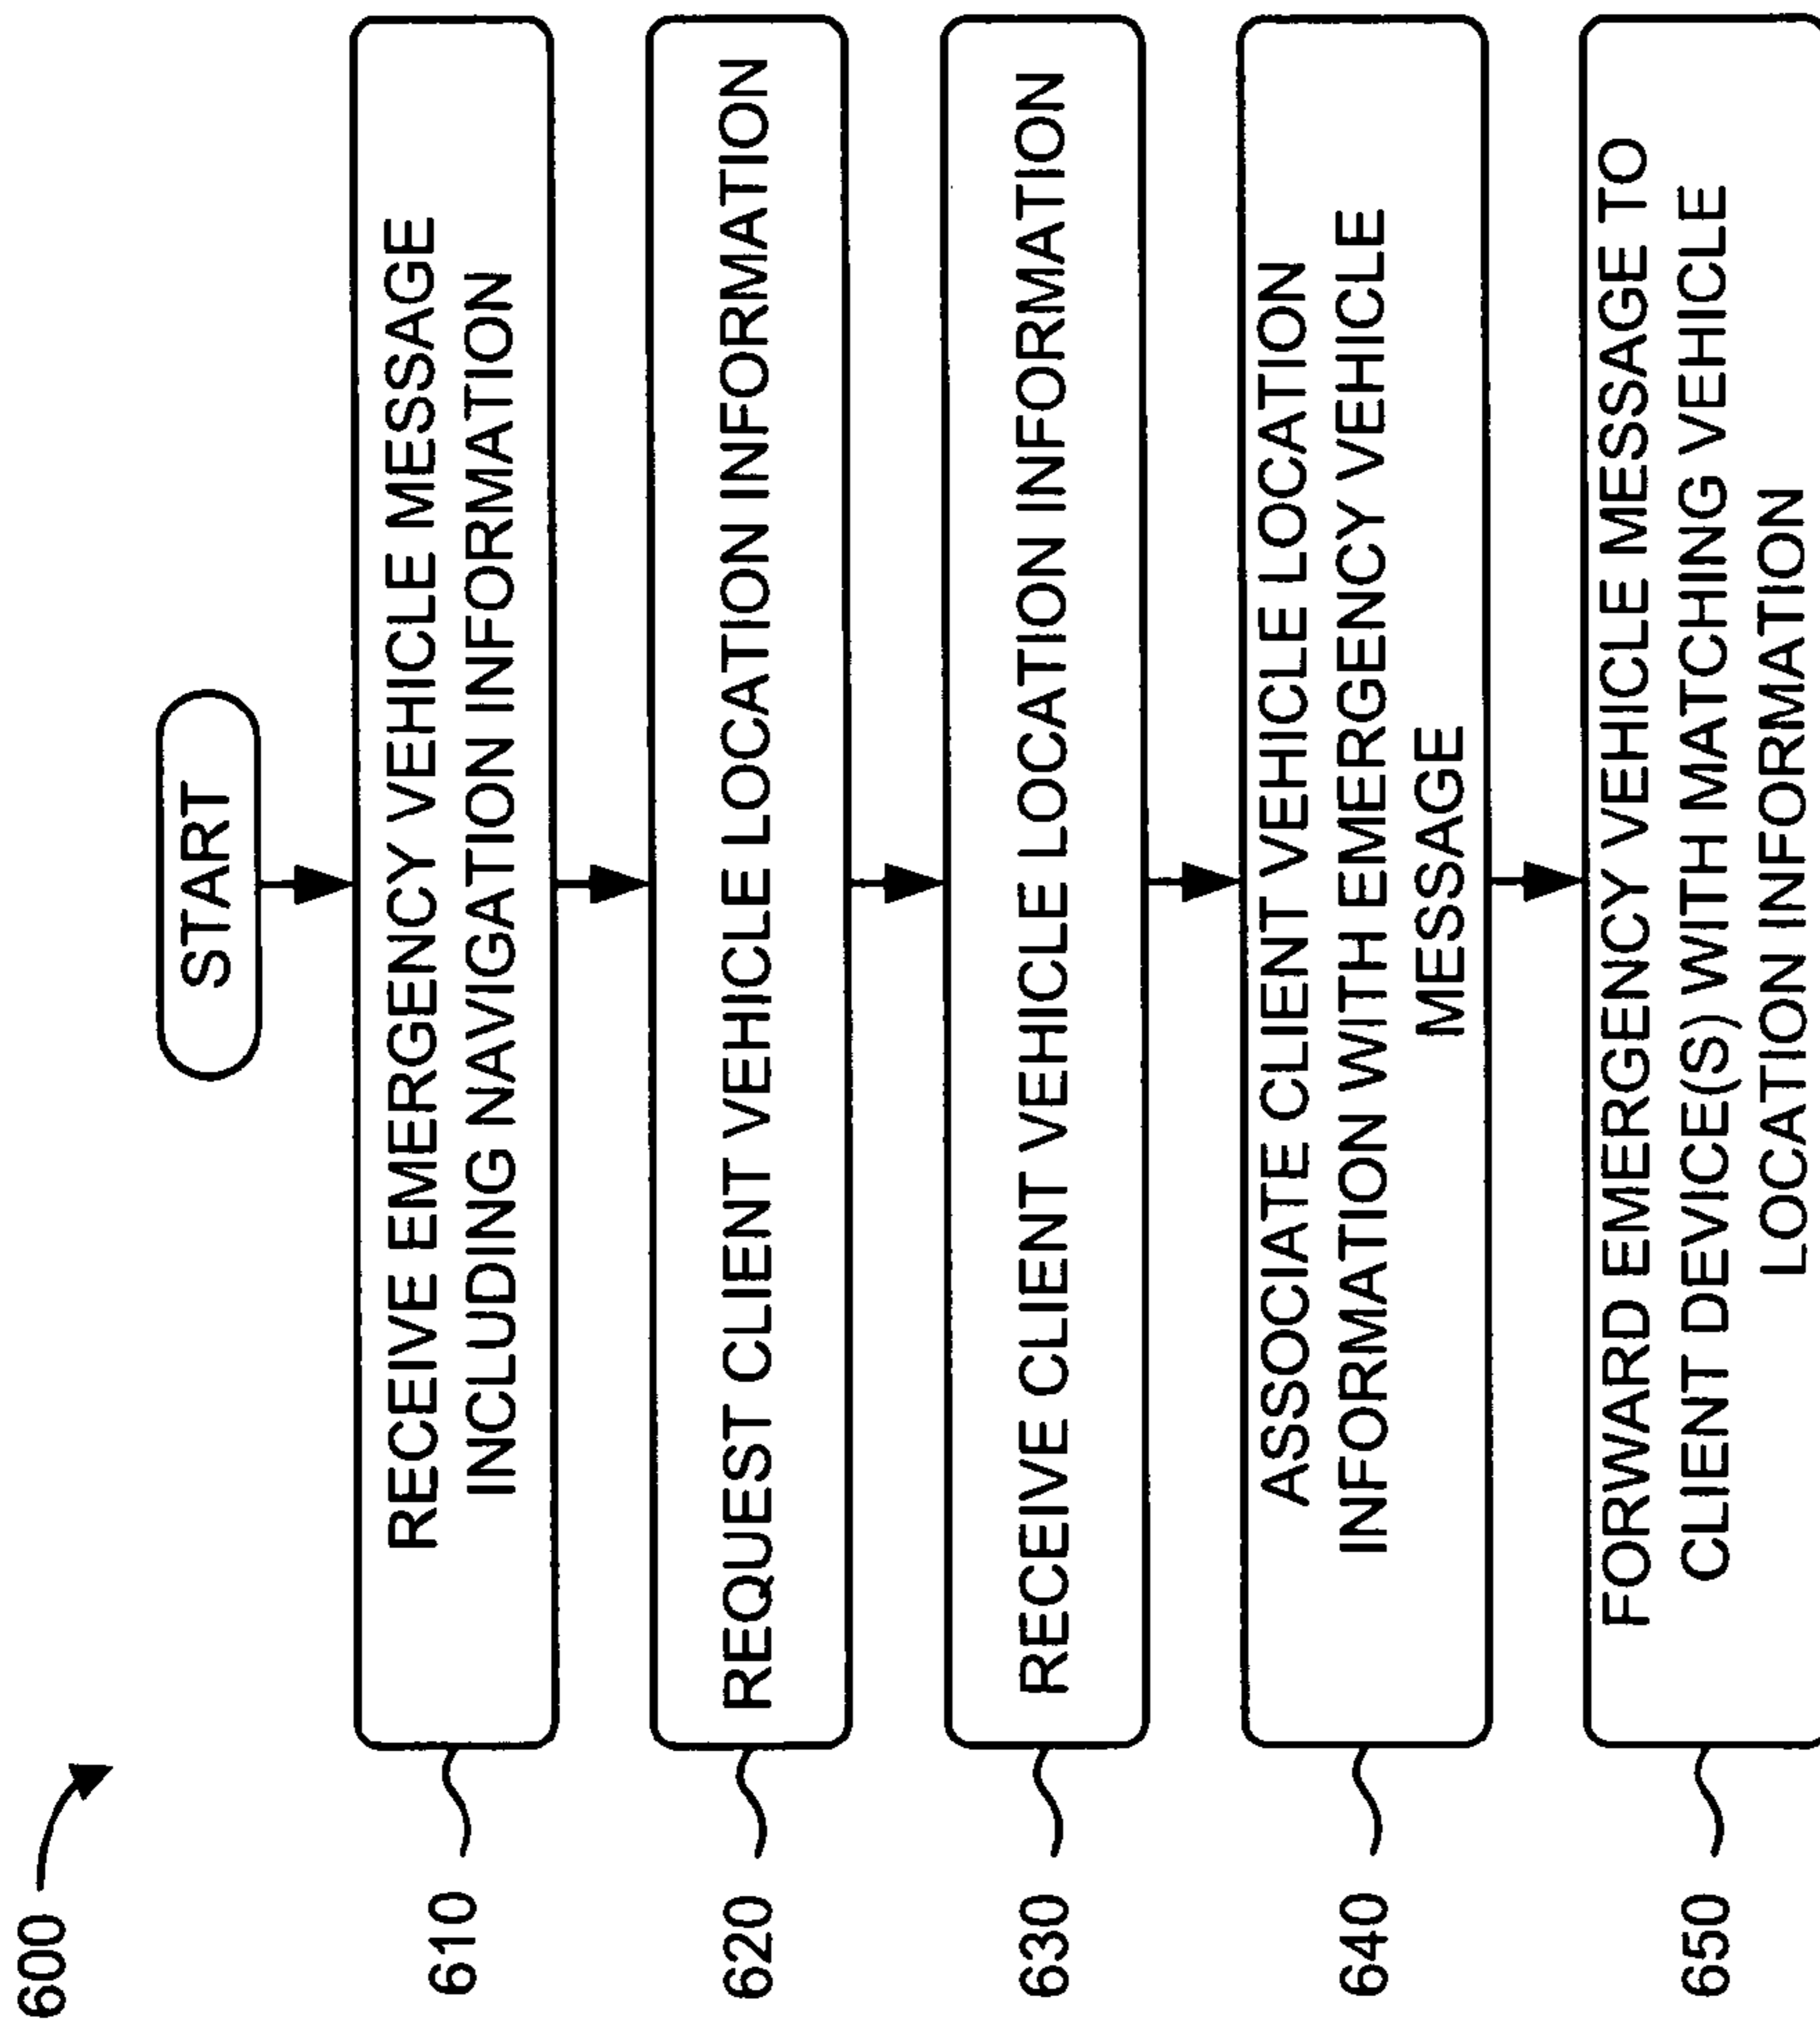 600
START
610
RECEIVE EMERGENCY VEHICLE MESSAGE
INCLUDING NAVIGATION INFORMATION
620
REQUEST CLIENT VEHICLE LOCATION INFORMATION
630
RECEIVE CLIENT VEHICLE LOCATION INFORMATION
640
ASSOCIATE CLIENT VEHICLE LOCATION
INFORMATION WITH EMERGENCY VEHICLE
MESSAGE
650
FORWARD EMERGENCY VEHICLE MESSAGE TO
CLIENT DEVICE(S) WITH MATCHING VEHICLE
LOCATION INFORMATION